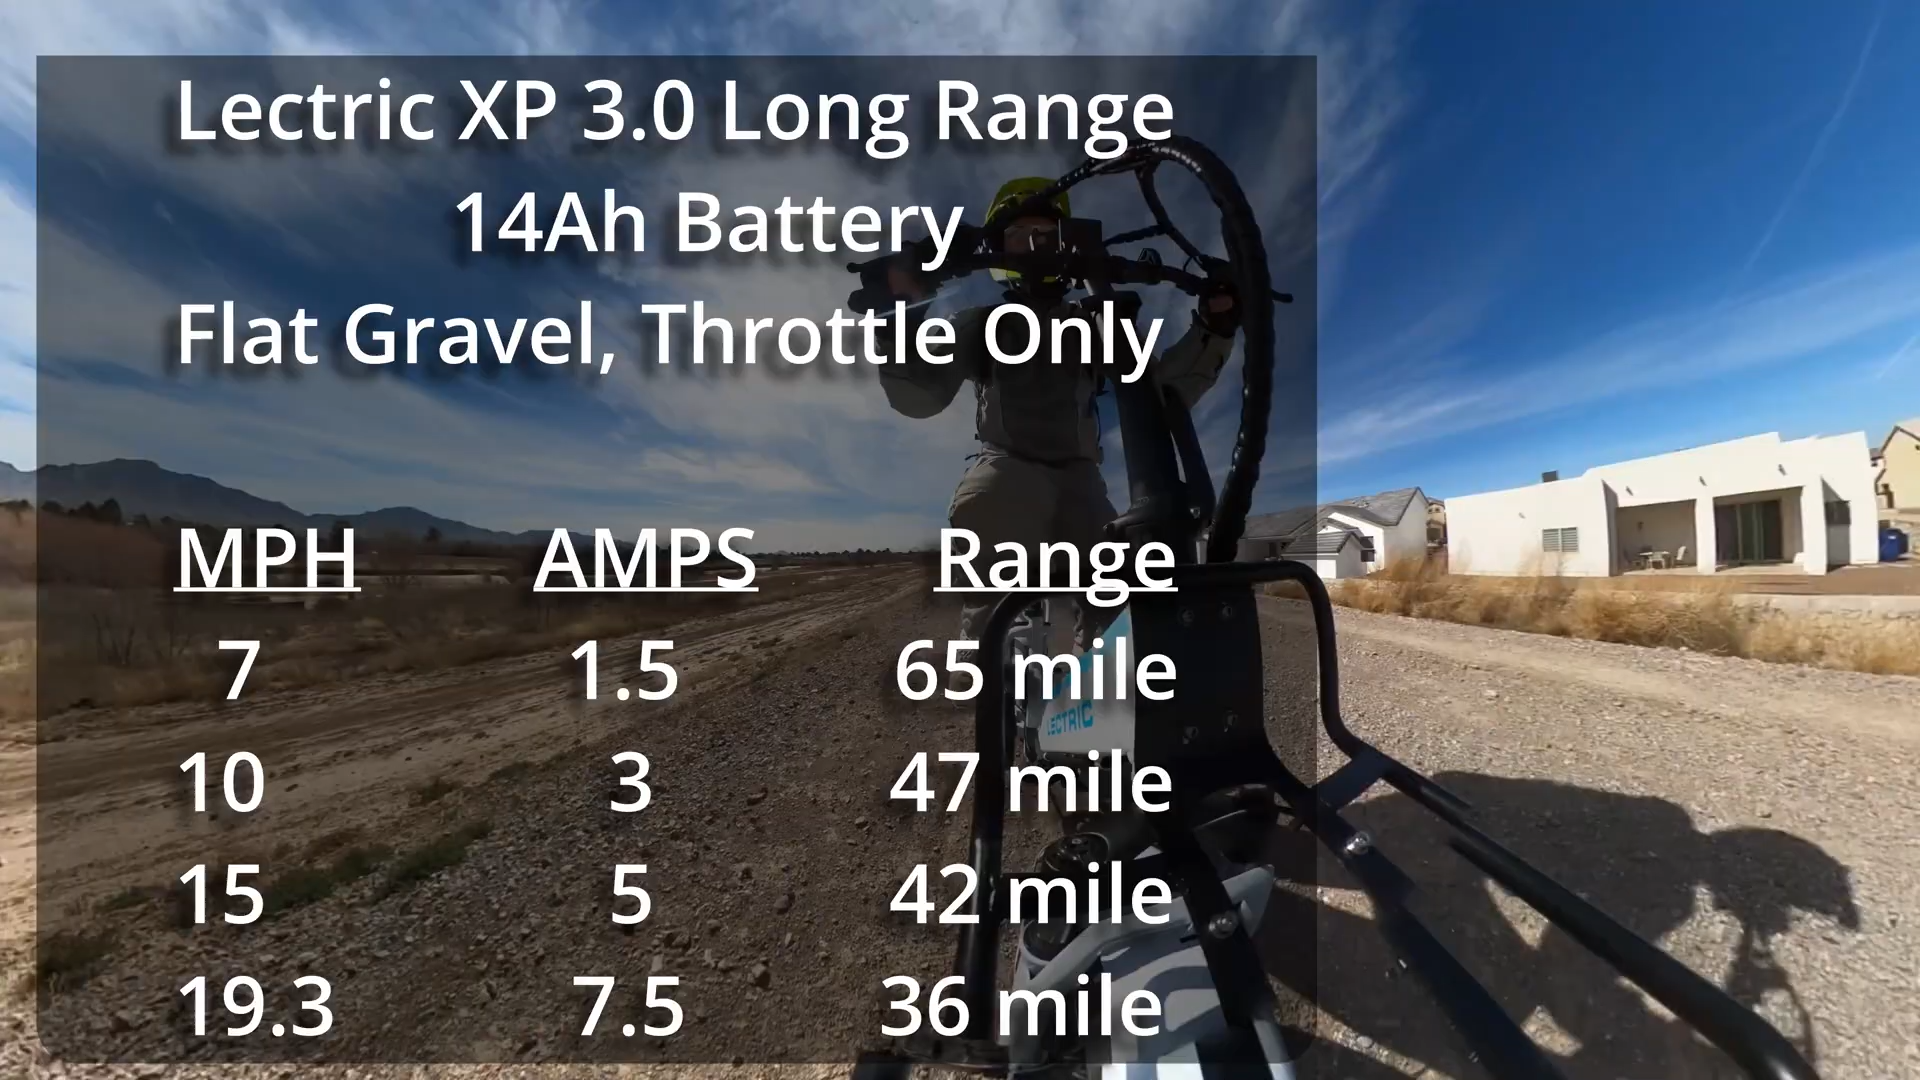 Lectric XP 3.0 Long Range
14Ah Battery
Flat Gravel, Throttle Only
MPH AMPS Range
7 1.5 65 mile
10 3 47 mile
15 5 42 mile
19.3 7.5 36 mile
LECTRIC